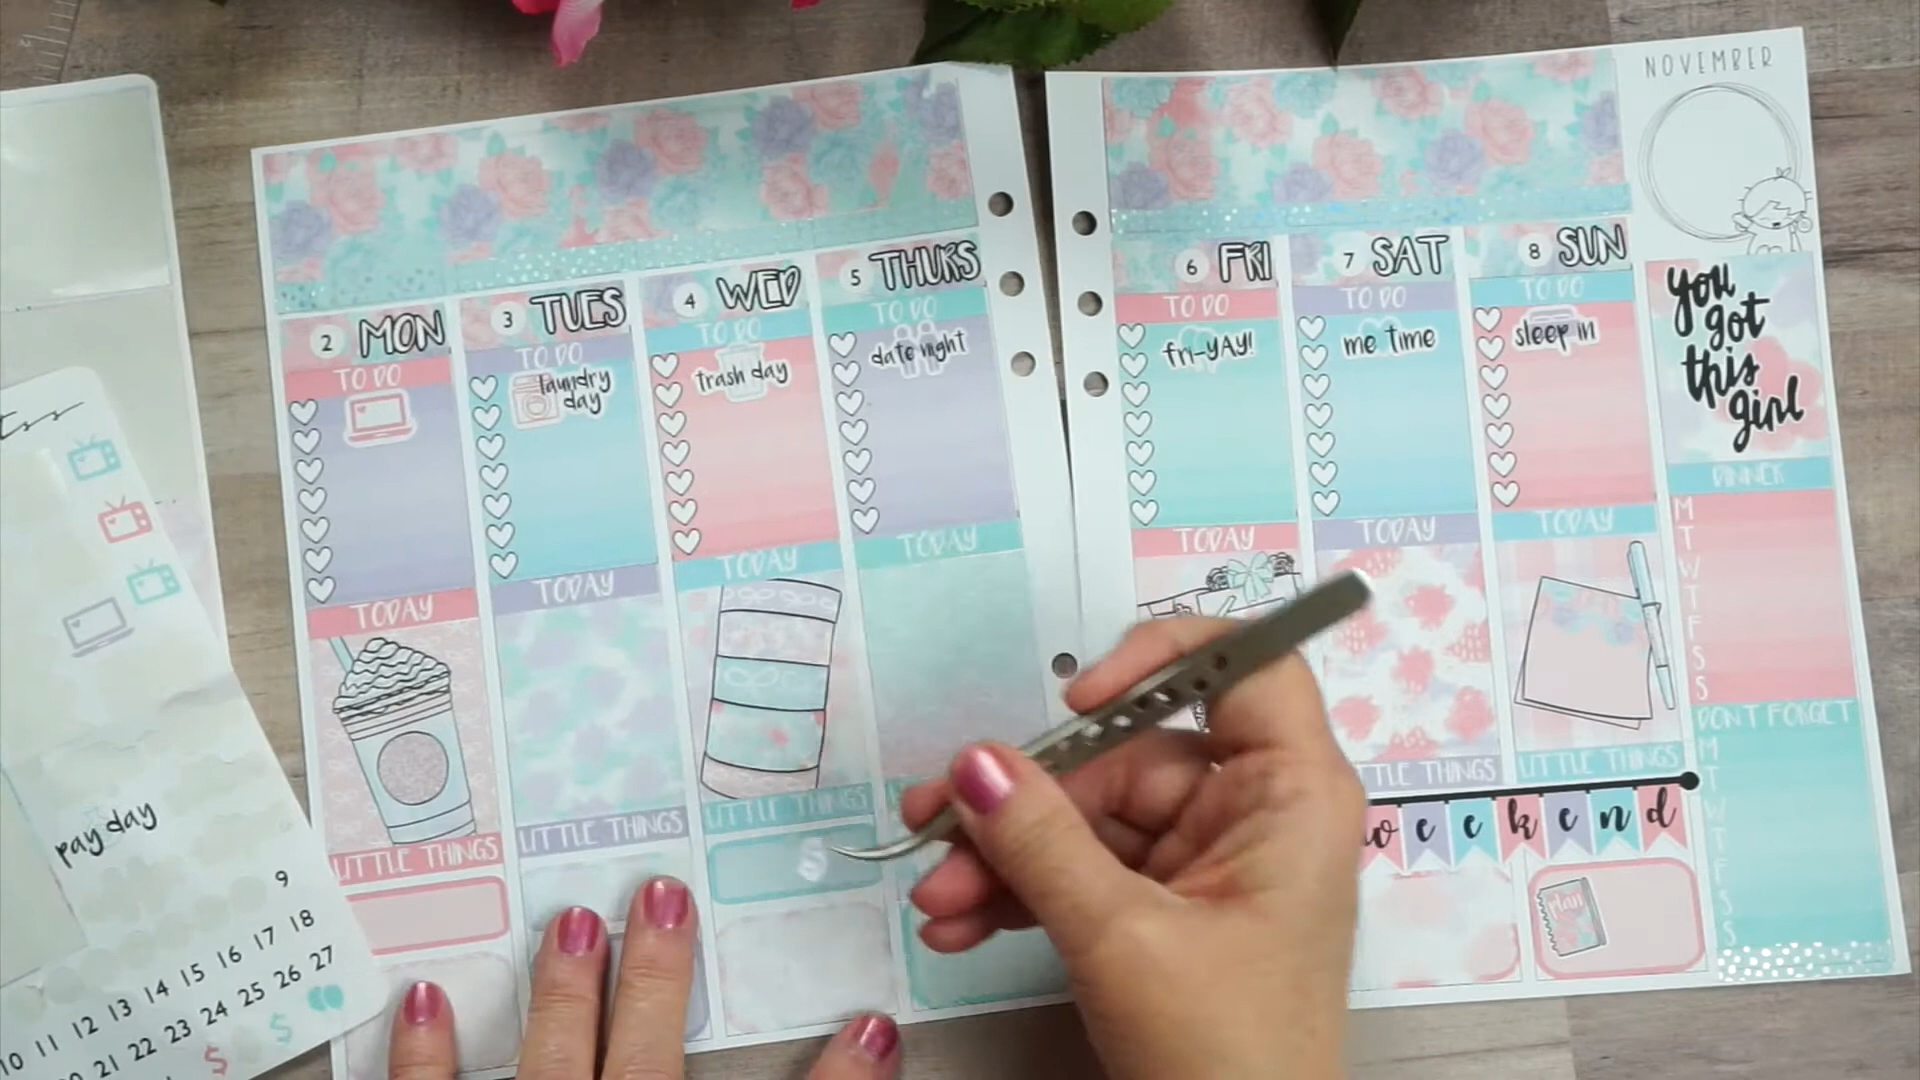 NOVEMBER
2 MON
3 TUES
4 WED
5 THURS
6 FRI
7 SAT
8 SUN
TO DO
TO DO
TO DO
TO DO
TO DO
TO DO
TO DO
laundry
day
trash day
date night
fri-yay!
me time
sleep in
you
got
this
girl
DINNER
M
T
W
T
F
S
S
TODAY
TODAY
TODAY
TODAY
TODAY
TODAY
TODAY
LITTLE THINGS
LITTLE THINGS
LITTLE THINGS
TTLE THINGS
LITTLE THINGS
eekend
plan
DON'T FORGET
M
T
W
T
F
S
S
pay day
9
10 11 12 13 14 15 16 17 18
21 22 23 24 25 26 27
$ $